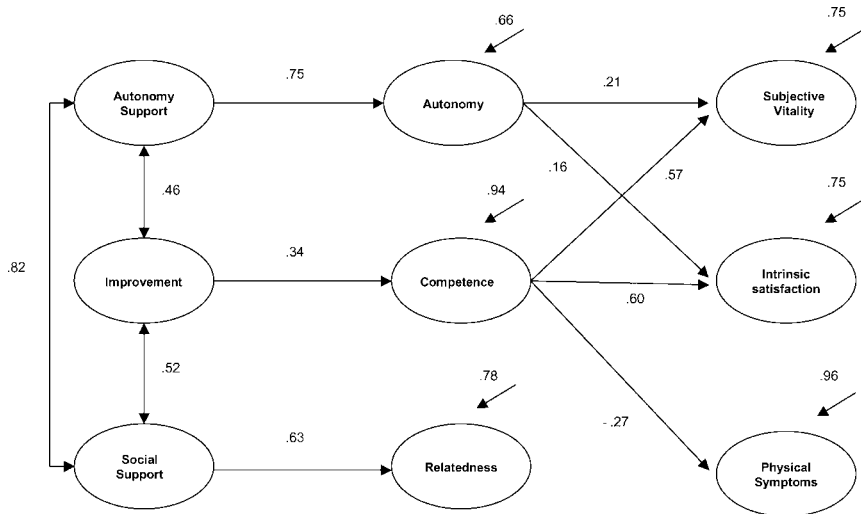 .66
.75
.75
Autonomy
Support
Autonomy
.21
Subjective
Vitality
.46
.16
.57
.94
.75
.82
Improvement
.34
Competence
.60
Intrinsic
satisfaction
.52
.78
.96
- .27
.63
Social
Support
Relatedness
Physical
Symptoms